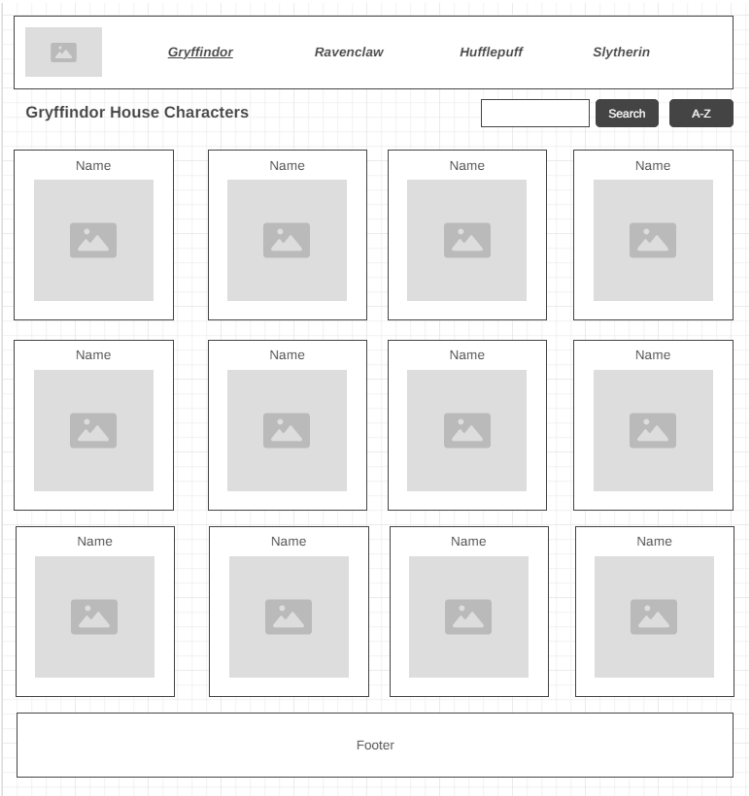 Gryffindor Ravenclaw Hufflepuff Slytherin
Gryffindor House Characters Search A-Z
Name Name Name Name
Name Name Name Name
Name Name Name Name
Footer